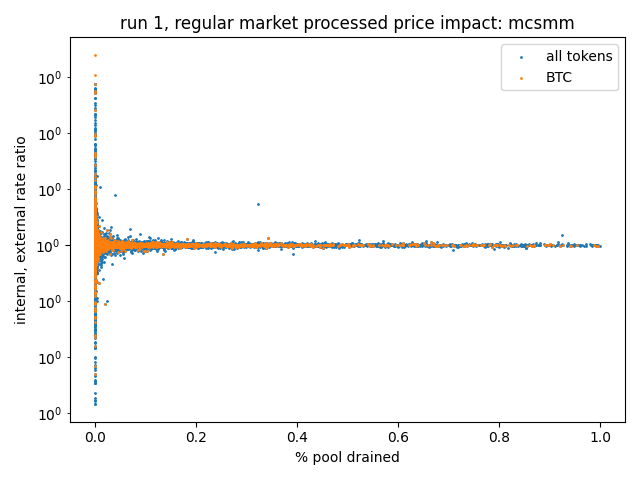 run 1, regular market processed price impact: mcsmm
all tokens
BTC
10⁰
10⁰
10⁰
10⁰
10⁰
10⁰
10⁰
internal, external rate ratio
0.0 0.2 0.4 0.6 0.8 1.0
% pool drained